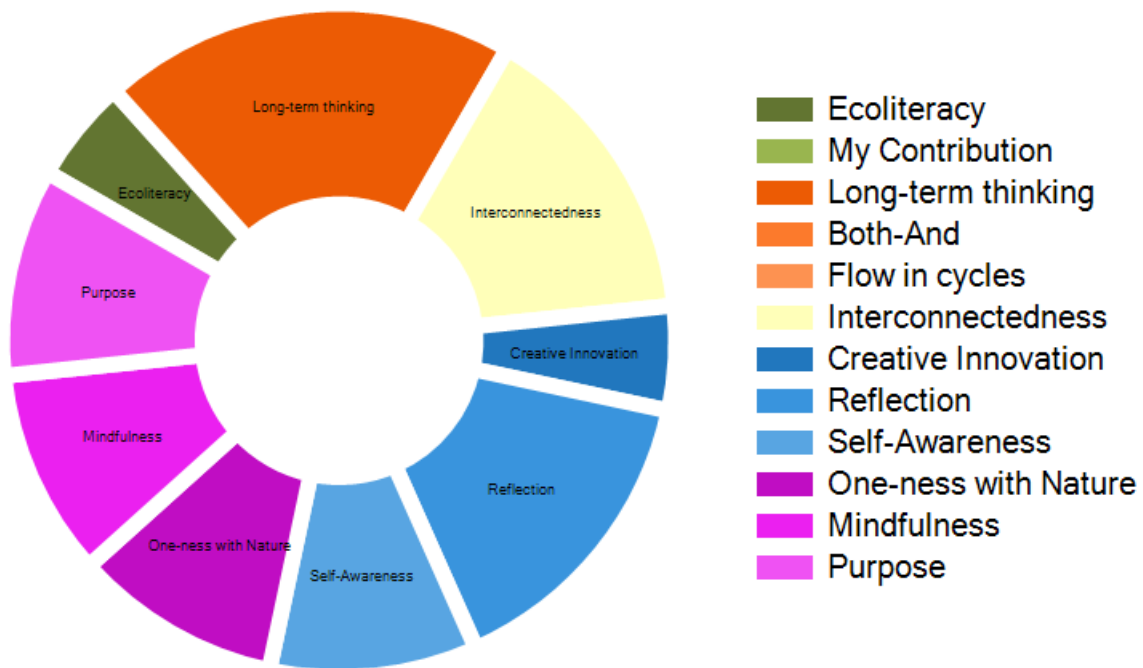 Long-term thinking
Ecoliteracy
Interconnectedness
Purpose
Creative Innovation
Mindfulness
Reflection
One-ness with Nature
Self-Awareness
Ecoliteracy
My Contribution
Long-term thinking
Both-And
Flow in cycles
Interconnectedness
Creative Innovation
Reflection
Self-Awareness
One-ness with Nature
Mindfulness
Purpose